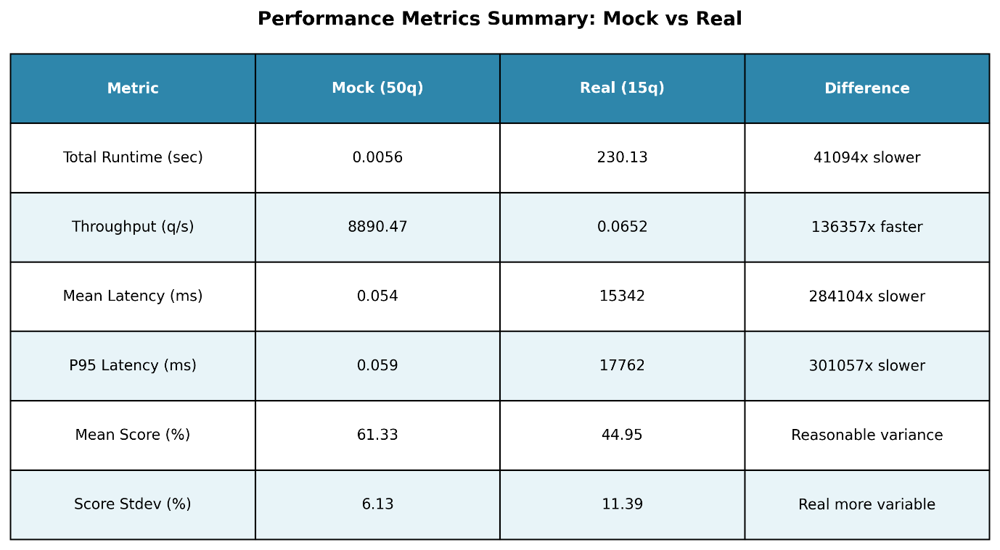 Performance Metrics Summary: Mock vs Real
Metric Mock (50q) Real (15q) Difference
Total Runtime (sec) 0.0056 230.13 41094x slower
Throughput (q/s) 8890.47 0.0652 136357x faster
Mean Latency (ms) 0.054 15342 284104x slower
P95 Latency (ms) 0.059 17762 301057x slower
Mean Score (%) 61.33 44.95 Reasonable variance
Score Stdev (%) 6.13 11.39 Real more variable